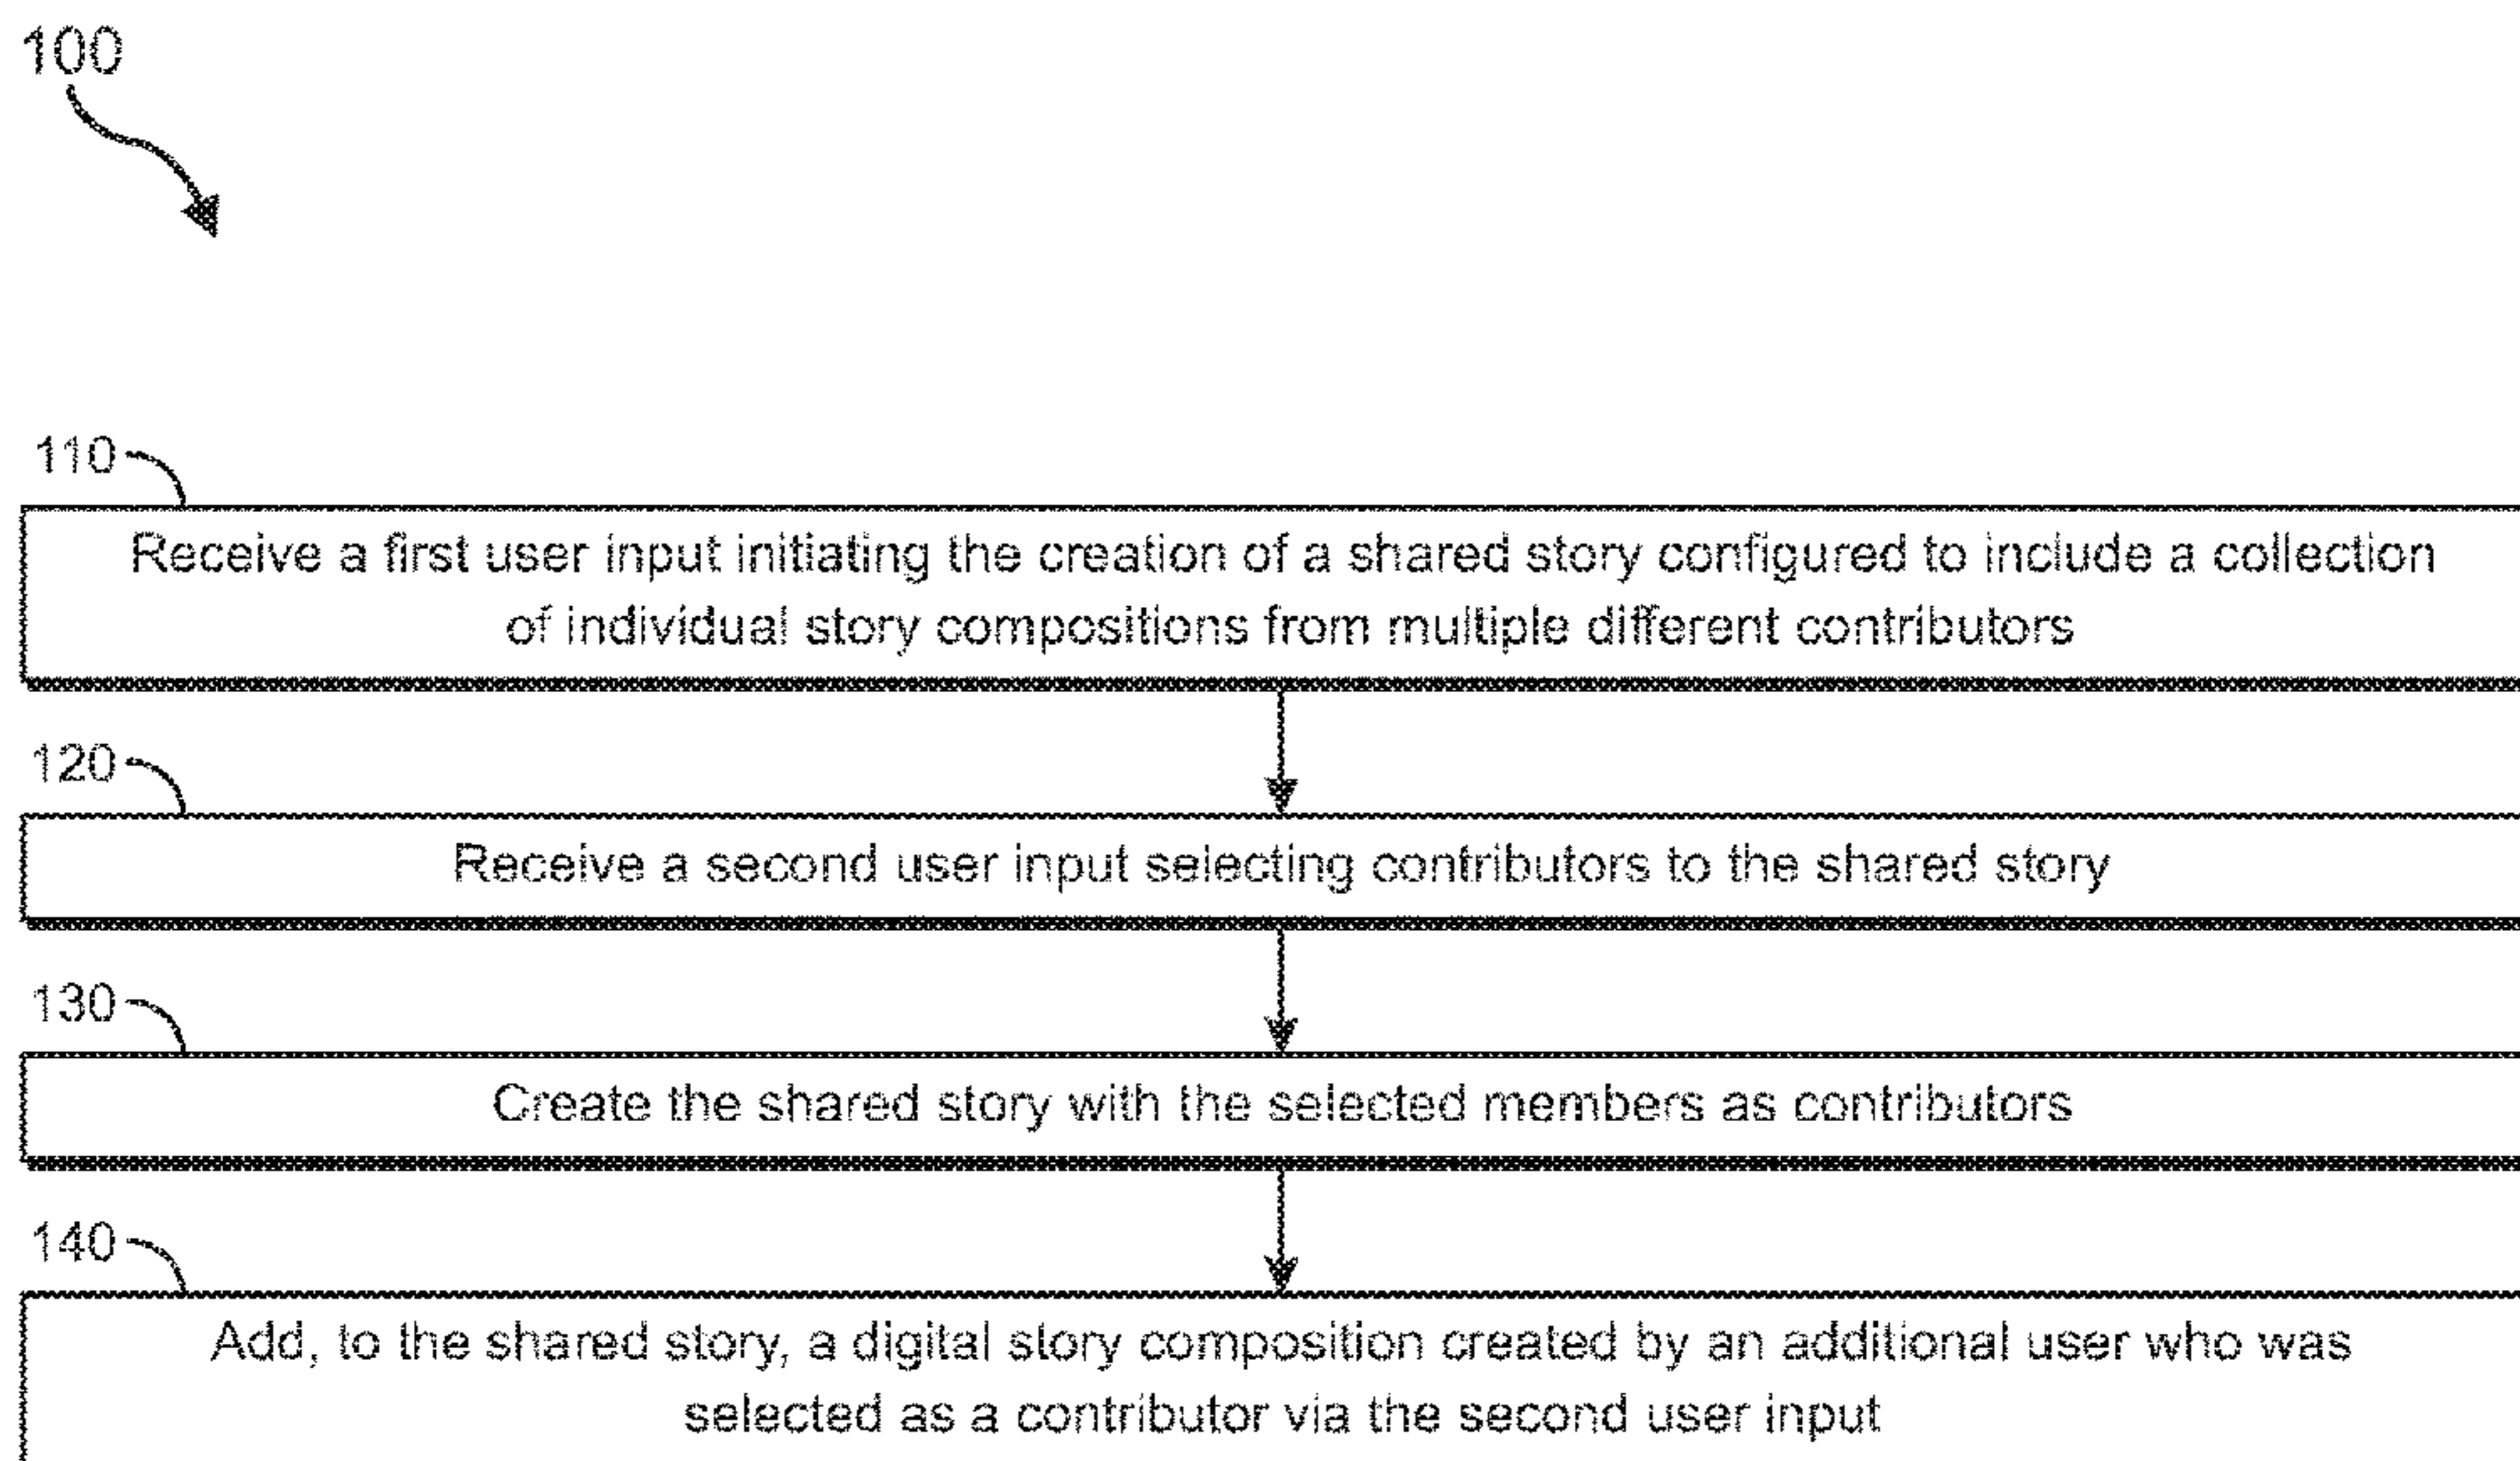 100
110
Receive a first user input initiating the creation of a shared story configured to include a collection
of individual story compositions from multiple different contributors
120
Receive a second user input selecting contributors to the shared story
130
Create the shared story with the selected members as contributors
140
Add, to the shared story, a digital story composition created by an additional user who was
selected as a contributor via the second user input